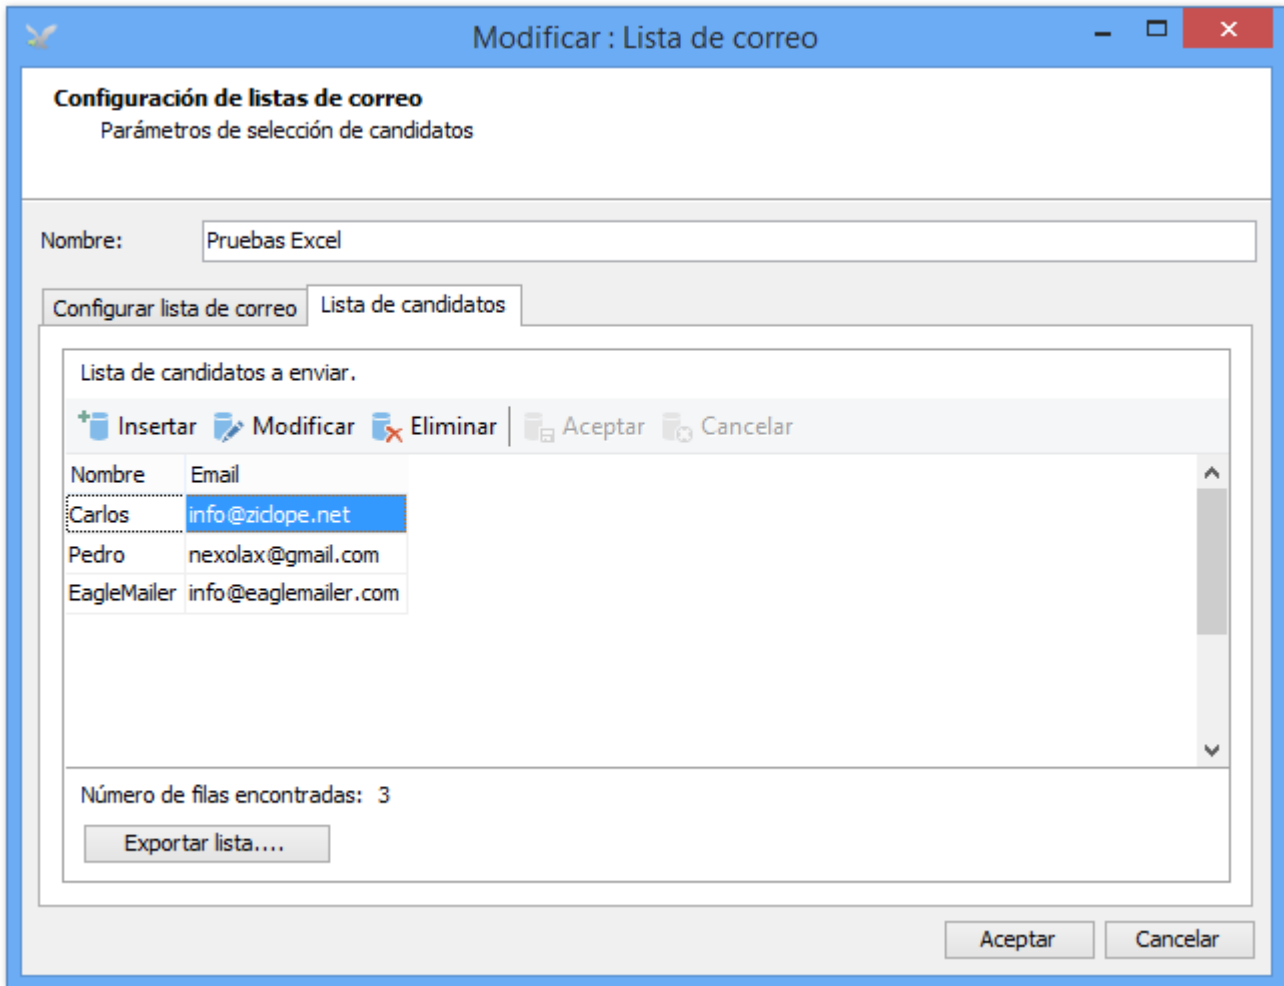 Modificar : Lista de correo
Configuración de listas de correo
Parámetros de selección de candidatos
Nombre: Pruebas Excel
Configurar lista de correo Lista de candidatos
Lista de candidatos a enviar.
Insertar Modificar Eliminar Aceptar Cancelar
Nombre Email
Carlos info@ziclope.net
Pedro nexolax@gmail.com
EagleMailer info@eaglemailer.com
Número de filas encontradas: 3
Exportar lista....
Aceptar Cancelar